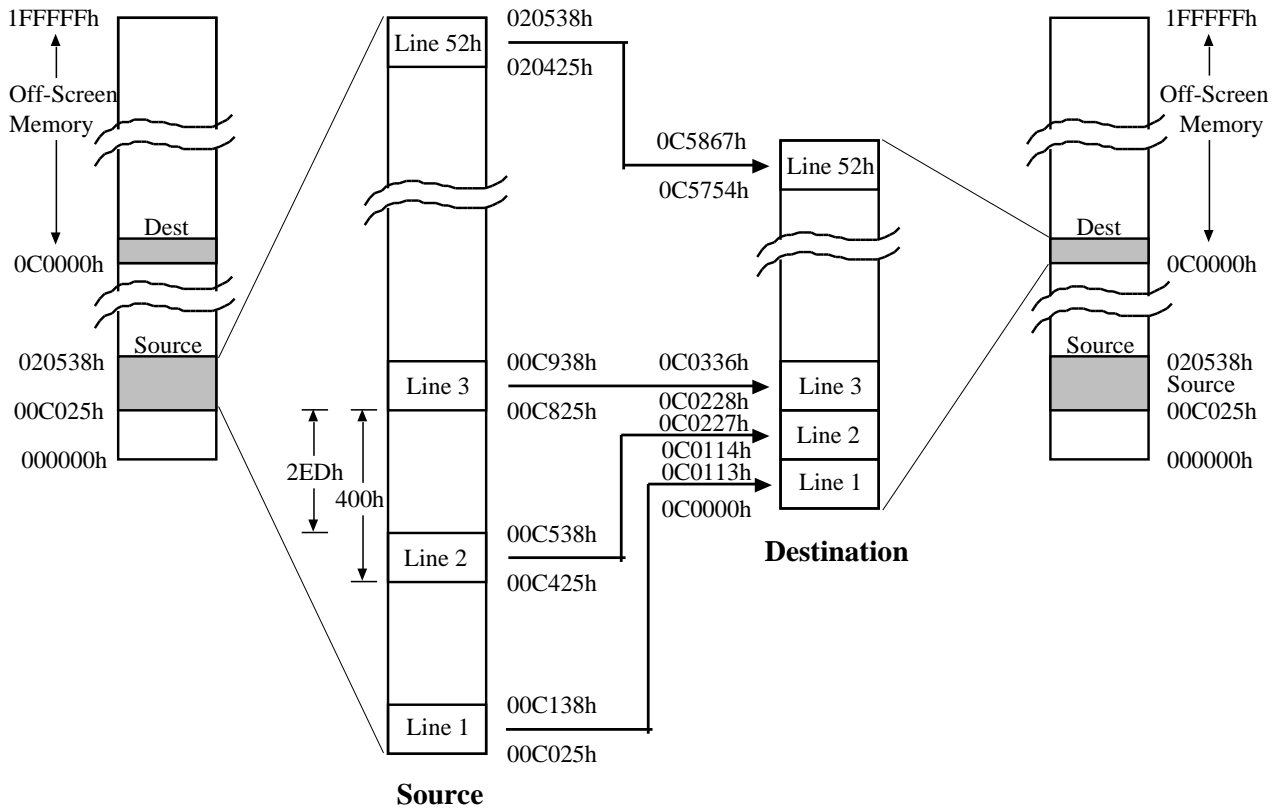 1FFFFFh
Off-Screen
Memory
Dest
0C0000h
Source
020538h
00C025h
000000h
Line 52h
020538h
020425h
Line 3
00C938h
00C825h
2EDh
400h
Line 2
00C538h
00C425h
Line 1
00C138h
00C025h
Source
0C5867h
0C5754h
Line 52h
0C0336h
0C0228h
Line 3
0C0227h
0C0114h
Line 2
0C0113h
0C0000h
Line 1
Destination
1FFFFFh
Off-Screen
Memory
Dest
0C0000h
Source
020538h
Source
00C025h
000000h